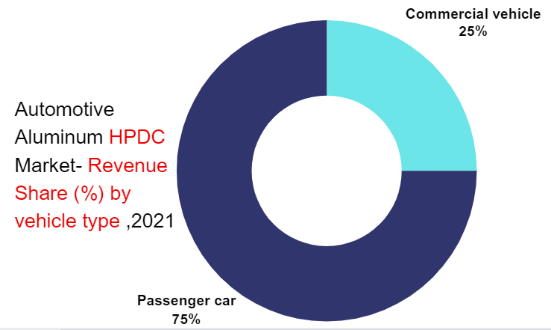 Commercial vehicle
25%
Automotive
Aluminum HPDC
Market- Revenue
Share (%) by
vehicle type ,2021
Passenger car
75%